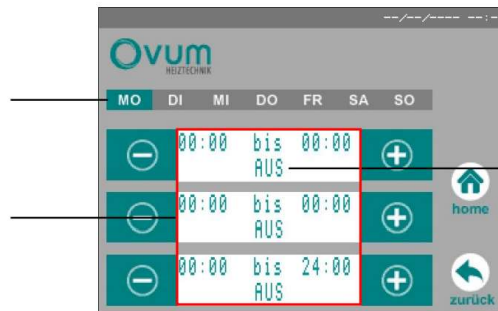 --/--/---- --:-
Ovum
HEIZTECHNIK
MO DI MI DO FR SA SO
00:00 bis 00:00
AUS
00:00 bis 00:00
AUS
00:00 bis 24:00
AUS
home
zurück